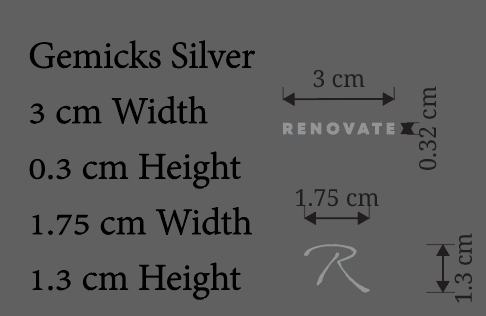 Gemicks Silver
3 cm Width
0.3 cm Height
1.75 cm Width
1.3 cm Height
3 cm
RENOVATE
0.32 cm
1.75 cm
R
1.3 cm